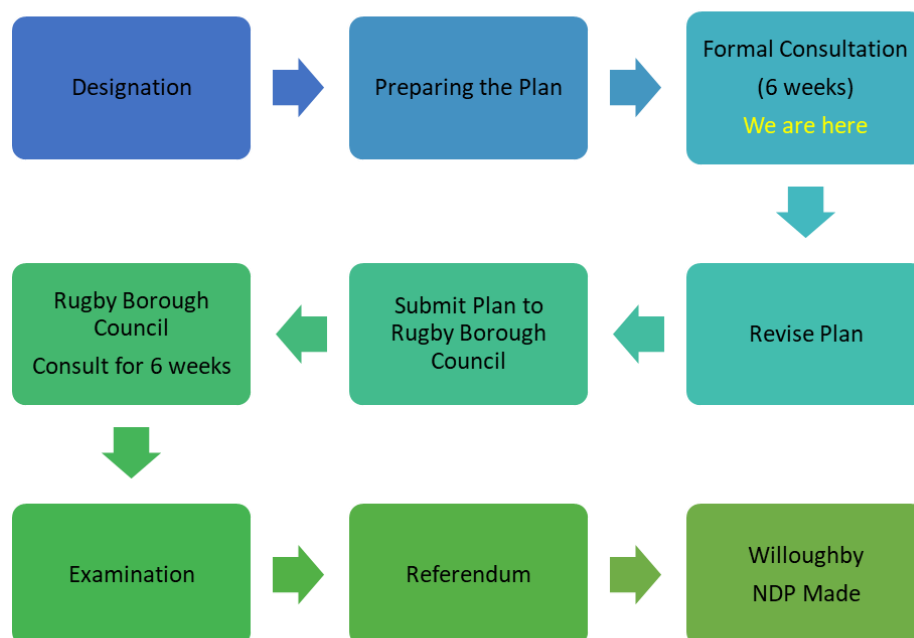 Designation
Preparing the Plan
Formal Consultation
(6 weeks)
We are here
Revise Plan
Submit Plan to
Rugby Borough
Council
Rugby Borough
Council
Consult for 6 weeks
Examination
Referendum
Willoughby
NDP Made